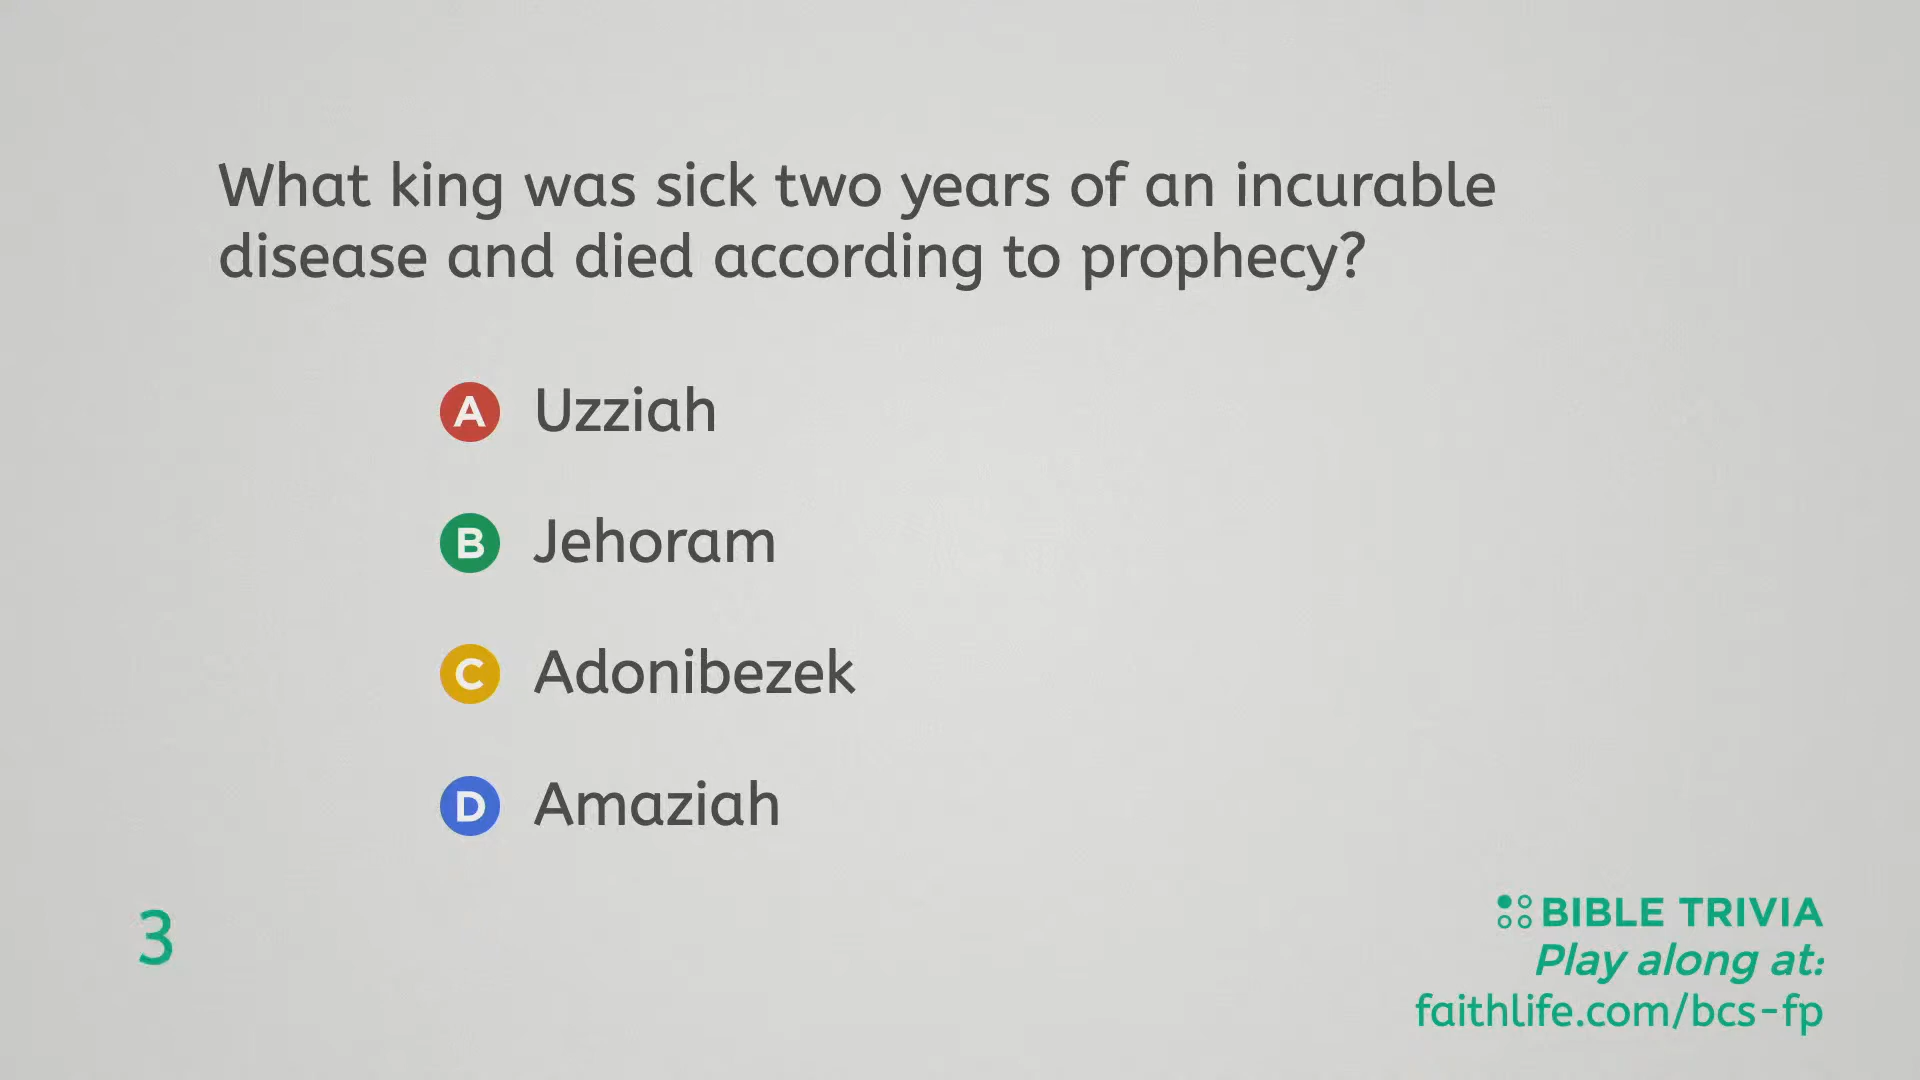 What king was sick two years of an incurable
disease and died according to prophecy?
A Uzziah
B Jehoram
C Adonibezek
D Amaziah
3
BIBLE TRIVIA
Play along at:
faithlife.com/bcs-fp